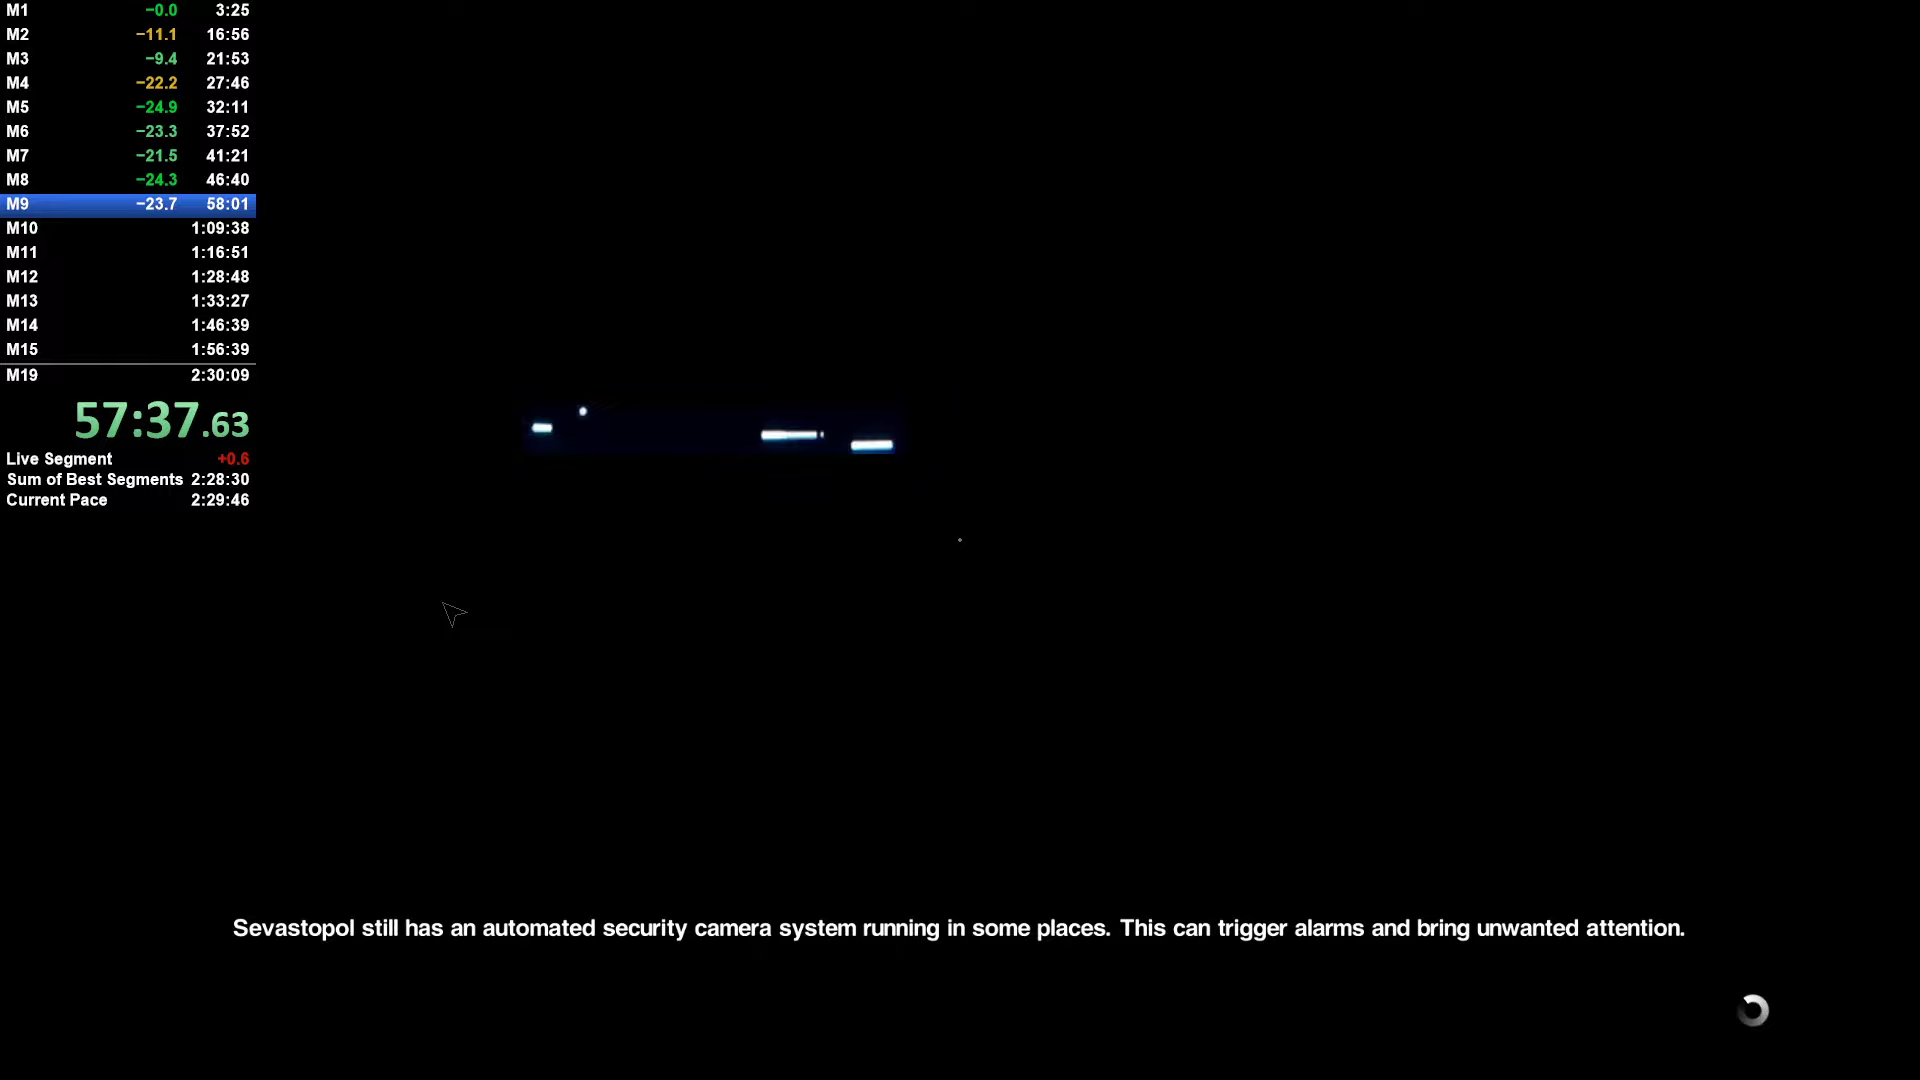 M1 −0.0 3:25
M2 −11.1 16:56
M3 −9.4 21:53
M4 −22.2 27:46
M5 −24.9 32:11
M6 −23.3 37:52
M7 −21.5 41:21
M8 −24.3 46:40
M9 −23.7 58:01
M10 1:09:38
M11 1:16:51
M12 1:28:48
M13 1:33:27
M14 1:46:39
M15 1:56:39
M19 2:30:09
57:37.63
Live Segment +0.6
Sum of Best Segments 2:28:30
Current Pace 2:29:46
Sevastopol still has an automated security camera system running in some places. This can trigger alarms and bring unwanted attention.